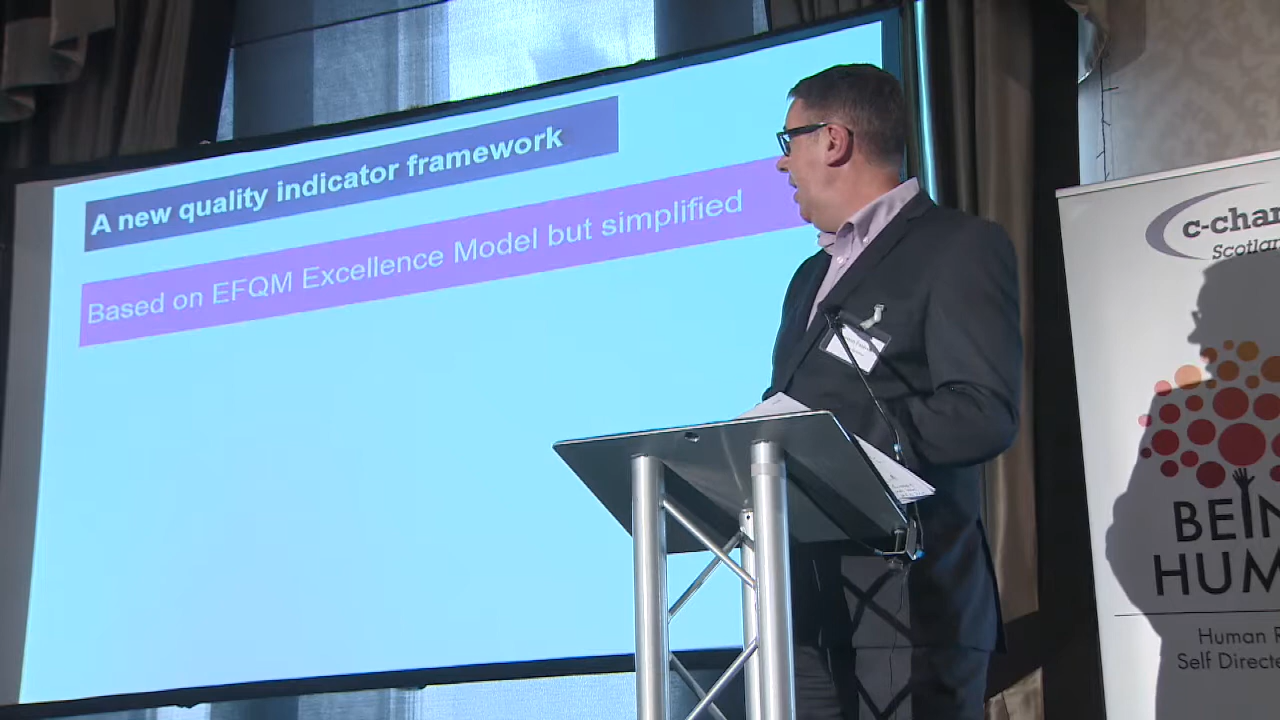 A new quality indicator framework
Based on EFQM Excellence Model but simplified
c-chan
Scotlan
BEIN
HUM
Human R
Self Directe